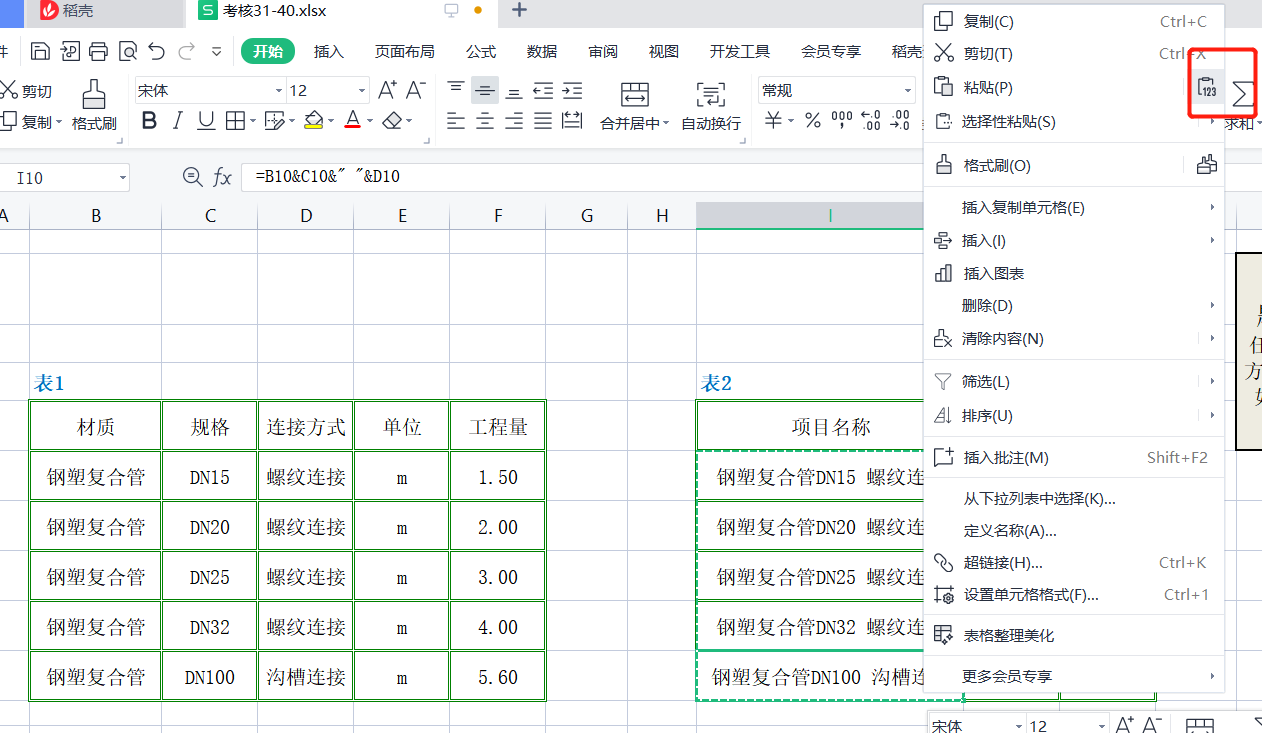 稻壳
S 考核31-40.xlsx
件
开始 插入 页面布局 公式 数据 审阅 视图 开发工具 会员专享 稻壳
剪切
复制
格式刷
宋体 12 A+ A-
B I U A
合并居中
自动换行
常规
¥ % 000
求和
I10
fx =B10&C10&" "&D10
A B C D E F G H I
表1
材质 规格 连接方式 单位 工程量
钢塑复合管 DN15 螺纹连接 m 1.50
钢塑复合管 DN20 螺纹连接 m 2.00
钢塑复合管 DN25 螺纹连接 m 3.00
钢塑复合管 DN32 螺纹连接 m 4.00
钢塑复合管 DN100 沟槽连接 m 5.60
表2
项目名称
钢塑复合管DN15 螺纹连
钢塑复合管DN20 螺纹连
钢塑复合管DN25 螺纹连
钢塑复合管DN32 螺纹连
钢塑复合管DN100 沟槽连
复制(C) Ctrl+C
剪切(T) Ctrl+X
粘贴(P) 123
选择性粘贴(S)
格式刷(O)
插入复制单元格(E)
插入(I)
插入图表
删除(D)
清除内容(N)
筛选(L)
排序(U)
插入批注(M) Shift+F2
从下拉列表中选择(K)...
定义名称(A)...
超链接(H)... Ctrl+K
设置单元格格式(F)... Ctrl+1
表格整理美化
更多会员专享
任
方
宋体 12 A+ A-